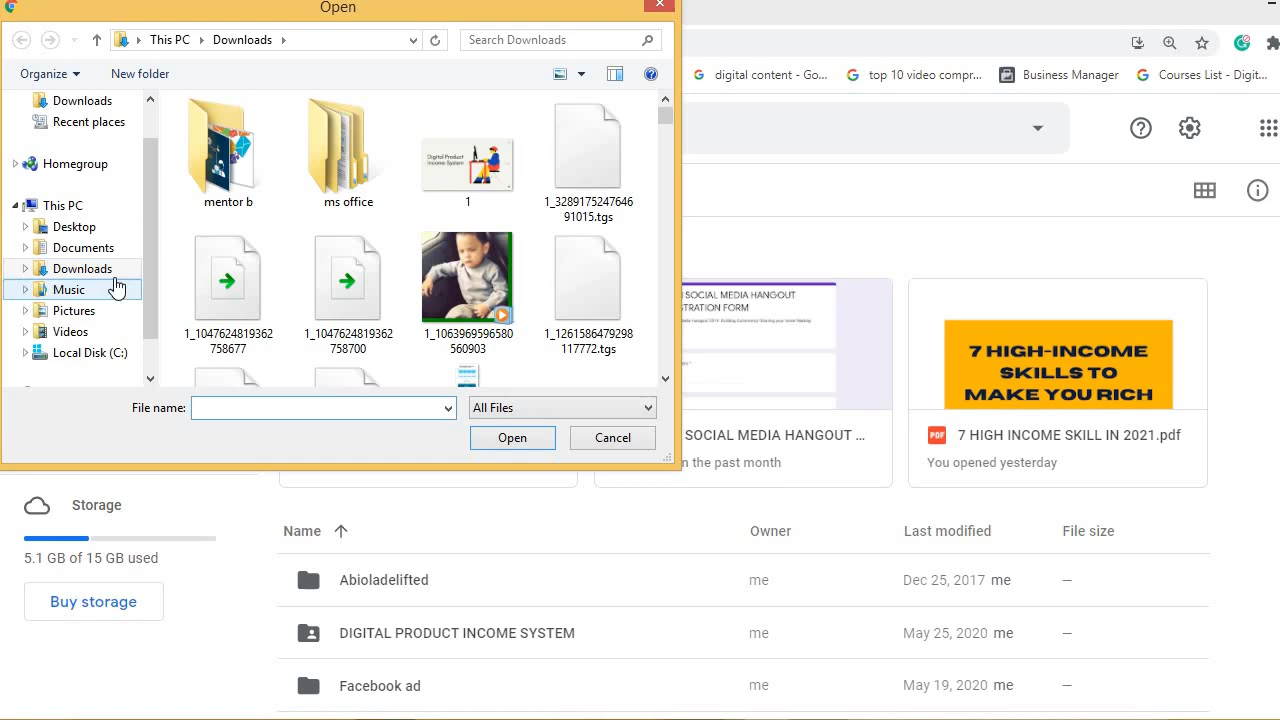 Open
This PC
Downloads
Search Downloads
digital content - Go...
top 10 video compr...
Business Manager
Courses List - Digit...
Organize
New folder
Downloads
Recent places
Homegroup
This PC
Desktop
Documents
Downloads
Music
Pictures
Videos
Local Disk (C:)
mentor b
ms office
Digital Product
Income System
1
1_3289175247646
91015.tgs
1_1047624819362
758677
1_1047624819362
758700
1_1063969596580
560903
1_1261586479298
117772.tgs
File name:
All Files
Open
Cancel
SOCIAL MEDIA HANGOUT
STRATION FORM
SOCIAL MEDIA HANGOUT ...
n the past month
7 HIGH-INCOME
SKILLS TO
MAKE YOU RICH
PDF
7 HIGH INCOME SKILL IN 2021.pdf
You opened yesterday
Storage
5.1 GB of 15 GB used
Buy storage
Name
Owner
Last modified
File size
Abioladelifted
me
Dec 25, 2017 me
–
DIGITAL PRODUCT INCOME SYSTEM
me
May 25, 2020 me
–
Facebook ad
me
May 19, 2020 me
–